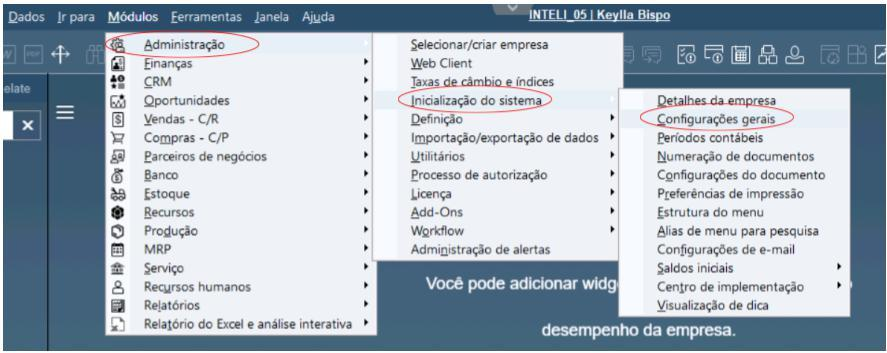 Dados Ir para Módulos Ferramentas Janela Ajuda
INTELI_05 | Keylla Bispo
elate
Administração
Finanças
CRM
Oportunidades
Vendas - C/R
Compras - C/P
Parceiros de negócios
Banco
Estoque
Recursos
Produção
MRP
Serviço
Recursos humanos
Relatórios
Relatório do Excel e análise interativa
Selecionar/criar empresa
Web Client
Taxas de câmbio e índices
Inicialização do sistema
Definição
Importação/exportação de dados
Utilitários
Processo de autorização
Licença
Add-Ons
Workflow
Administração de alertas
Detalhes da empresa
Configurações gerais
Períodos contábeis
Numeração de documentos
Configurações do documento
Preferências de impressão
Estrutura do menu
Alias de menu para pesquisa
Configurações de e-mail
Saldos iniciais
Centro de implementação
Visualização de dica
Você pode adicionar widg
desempenho da empresa.